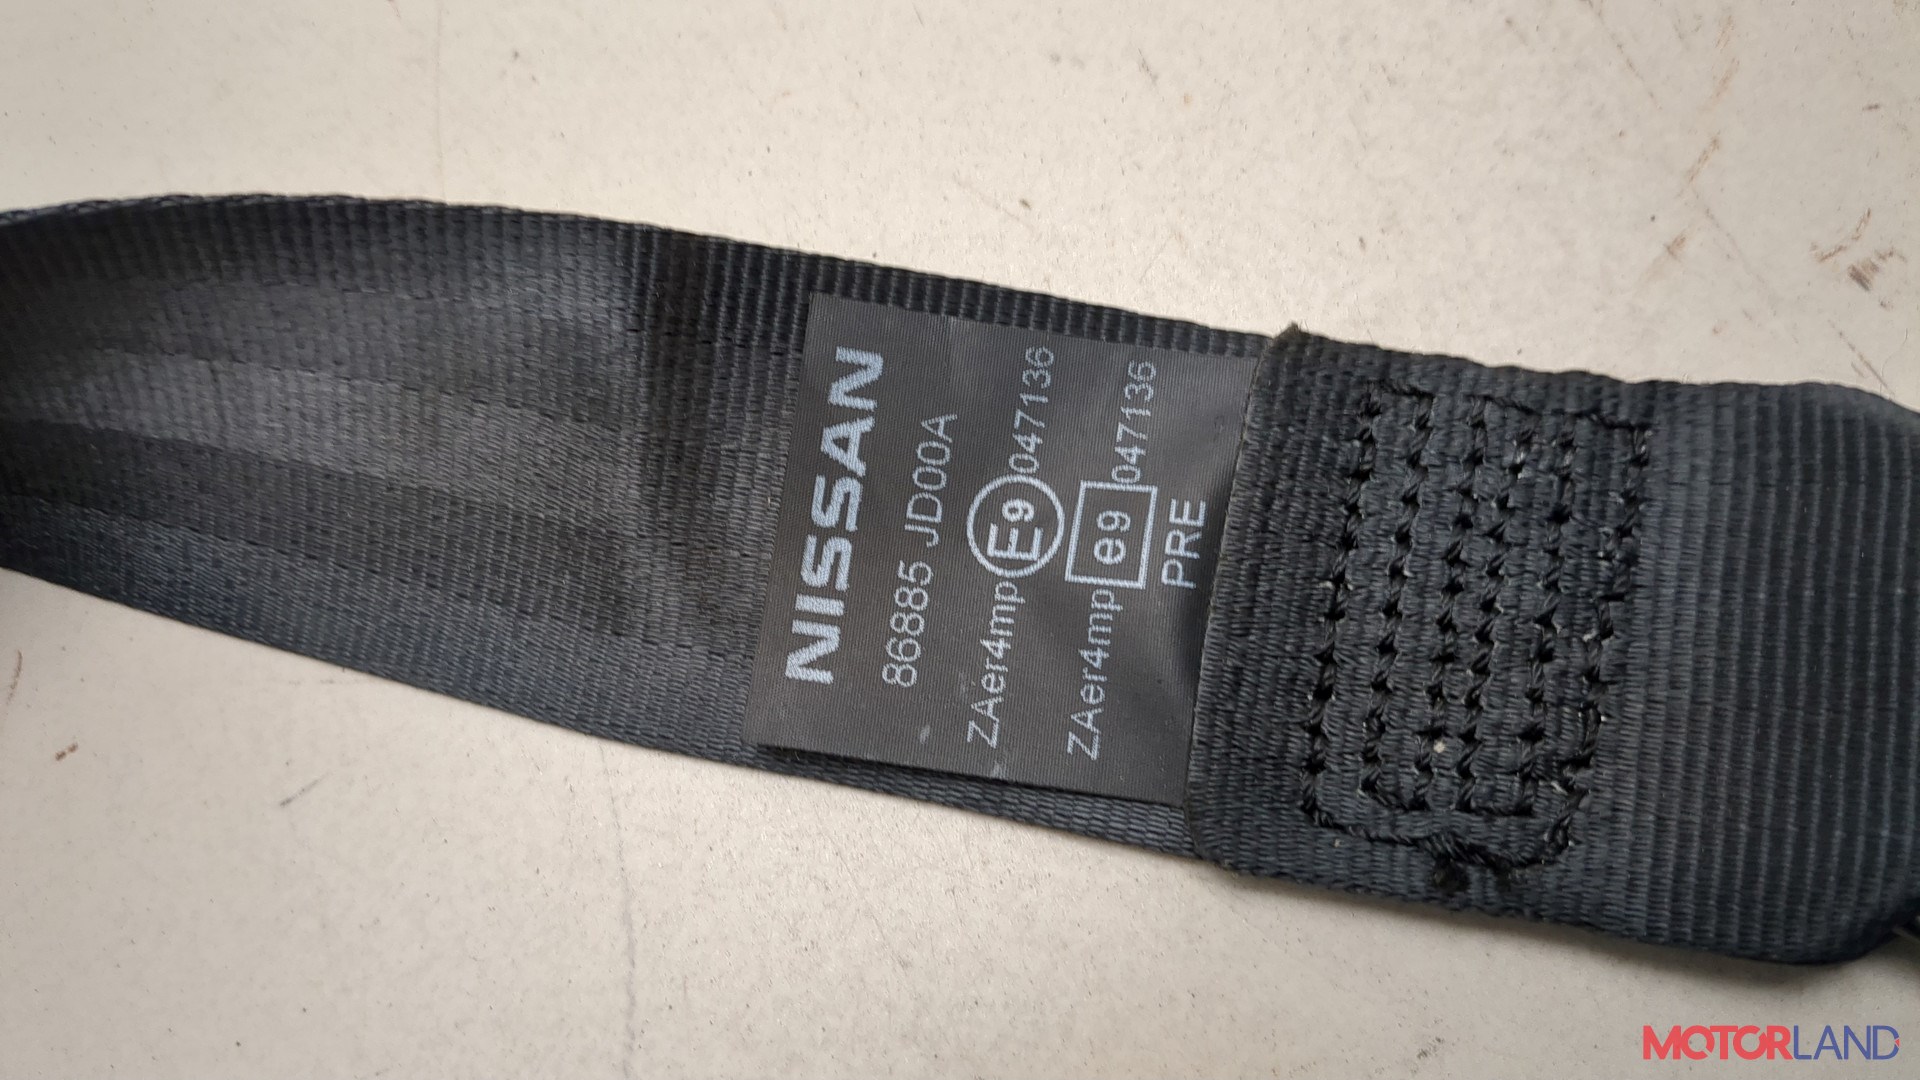 NISSAN
86885 JD00A
ZAer4mp E9 047136
ZAer4mp e9 047136
PRE
MOTORLAND